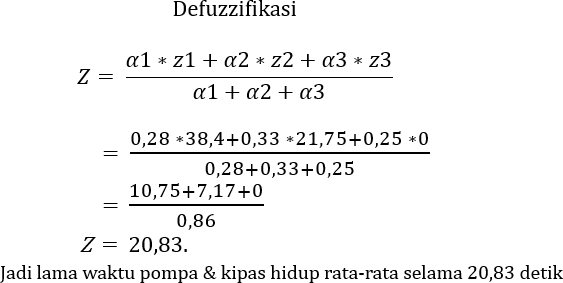 Defuzzifikasi
Z = α1 ∗ z1 + α2 ∗ z2 + α3 ∗ z3
α1 + α2 + α3
= 0,28 ∗38,4+0,33 ∗21,75+0,25 ∗0
0,28+0,33+0,25
= 10,75+7,17+0
0,86
Z = 20,83.
Jadi lama waktu pompa & kipas hidup rata-rata selama 20,83 detik